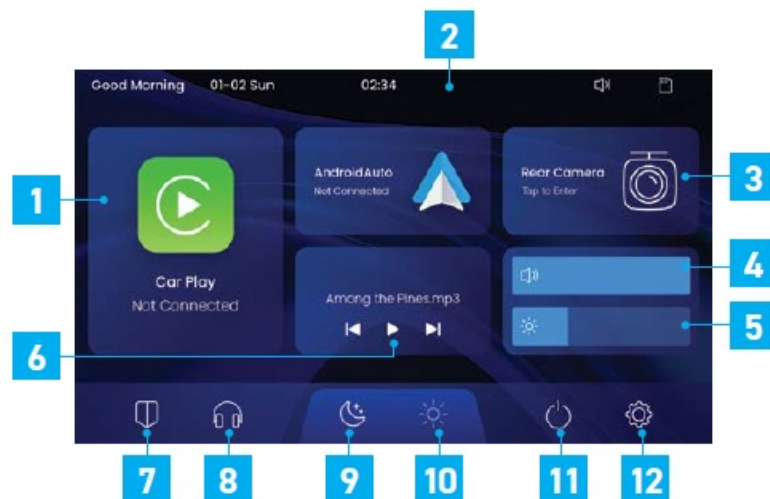 2
Good Morning 01-02 Sun 02:34
1
AndroidAuto
Not Connected
Rear Camera
Tap to Enter
3
Car Play
Not Connected
Among the Pines.mp3
4
5
6
7 8 9 10 11 12